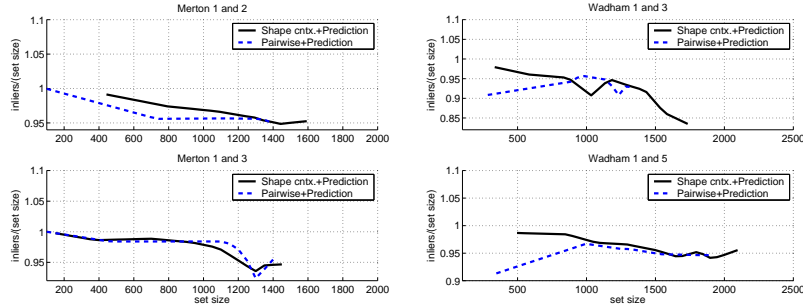 Merton 1 and 2
1.1
1.05
1
0.95
inliers/(set size)
Shape cntx.+Prediction
Pairwise+Prediction
200 400 600 800 1000 1200 1400 1600 1800 2000
Wadham 1 and 3
1.1
1.05
1
0.95
0.9
0.85
inliers/(set size)
Shape cntx.+Prediction
Pairwise+Prediction
500 1000 1500 2000 2500
Merton 1 and 3
1.1
1.05
1
0.95
inliers/(set size)
Shape cntx.+Prediction
Pairwise+Prediction
200 400 600 800 1000 1200 1400 1600 1800 2000
set size
Wadham 1 and 5
1.1
1.05
1
0.95
0.9
inliers/(set size)
Shape cntx.+Prediction
Pairwise+Prediction
500 1000 1500 2000 2500
set size